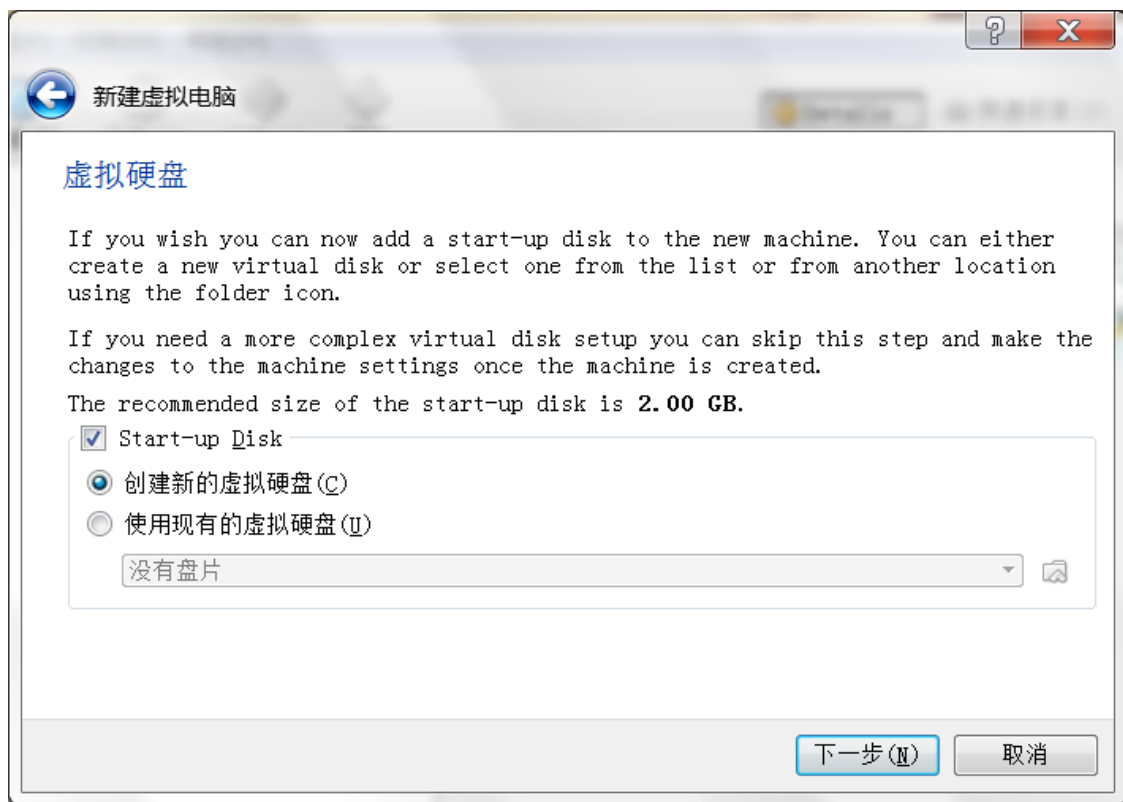 新建虚拟电脑
Details
虚拟硬盘
If you wish you can now add a start-up disk to the new machine. You can either
create a new virtual disk or select one from the list or from another location
using the folder icon.
If you need a more complex virtual disk setup you can skip this step and make the
changes to the machine settings once the machine is created.
The recommended size of the start-up disk is 2.00 GB.
Start-up Disk
创建新的虚拟硬盘(C)
使用现有的虚拟硬盘(U)
没有盘片
下一步(N)
取消